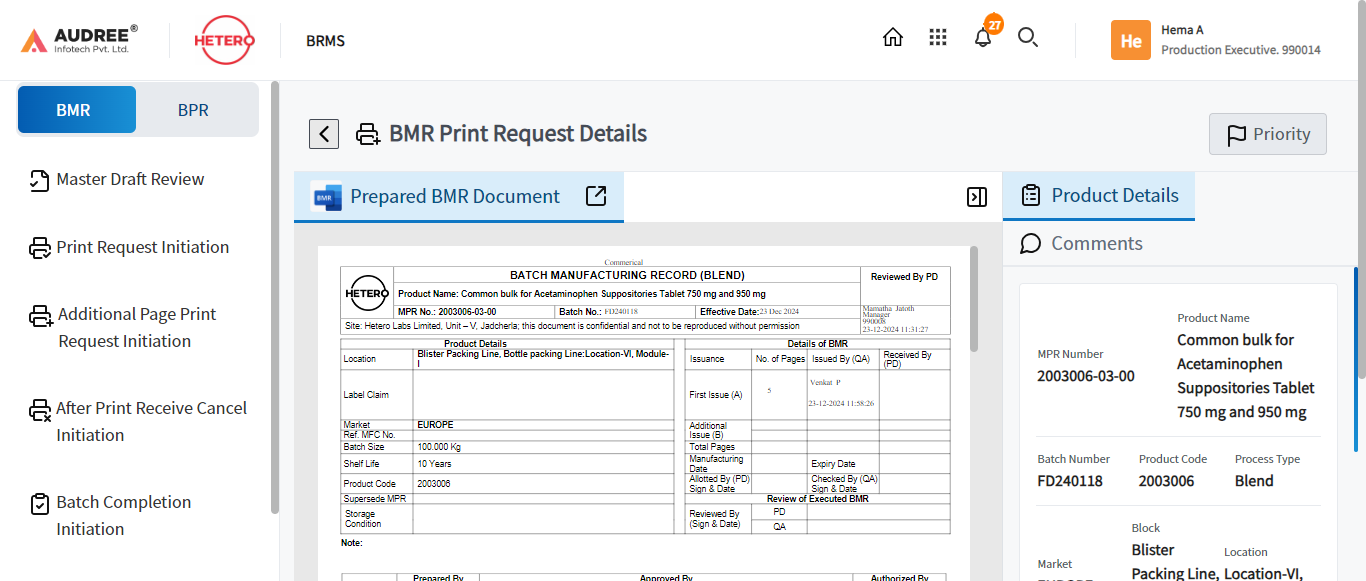 AUDREE®
Infotech Pvt. Ltd.
HETERO
BRMS
27
He
Hema A
Production Executive. 990014
BMR
BPR
Master Draft Review
Print Request Initiation
Additional Page Print
Request Initiation
After Print Receive Cancel
Initiation
Batch Completion
Initiation
BMR Print Request Details
Priority
BMR
Prepared BMR Document
Product Details
Comments
Commerical
HETERO
BATCH MANUFACTURING RECORD (BLEND)
Reviewed By PD
Product Name: Common bulk for Acetaminophen Suppositories Tablet 750 mg and 950 mg
MPR No.: 2003006-03-00
Batch No.: FD240118
Effective Date:23 Dec 2024
Mamatha Jatoth
Manager
990008
23-12-2024 11:31:27
Site: Hetero Labs Limited, Unit – V, Jadcherla; this document is confidential and not to be reproduced without permission
Product Details
Location
Blister Packing Line, Bottle packing Line:Location-VI, Module-
I
Label Claim
Market
EUROPE
Ref. MFC No.
Batch Size
100.000 Kg
Shelf Life
10 Years
Product Code
2003006
Supersede MPR
Storage
Condition
Details of BMR
Issuance
No. of Pages
Issued By (QA)
Received By
(PD)
First Issue (A)
5
Venkat P
23-12-2024 11:58:26
Additional
Issue (B)
Total Pages
Manufacturing
Date
Expiry Date
Allotted By (PD)
Sign & Date
Checked By (QA)
Sign & Date
Review of Executed BMR
Reviewed By
(Sign & Date)
PD
QA
Note:
Prepared By
Approved By
Authorized By
MPR Number
2003006-03-00
Product Name
Common bulk for
Acetaminophen
Suppositories Tablet
750 mg and 950 mg
Batch Number
FD240118
Product Code
2003006
Process Type
Blend
Market
EUROPE
Block
Blister
Packing Line,
Location
Location-VI,